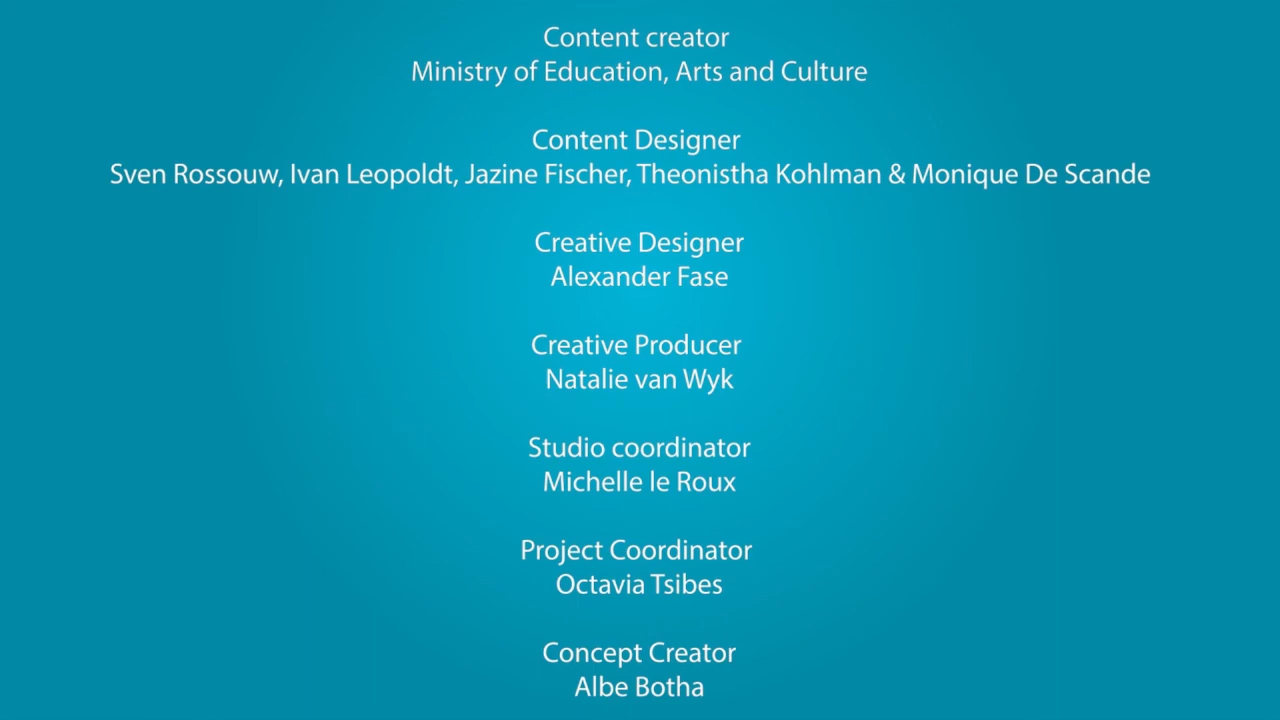 Content creator
Ministry of Education, Arts and Culture
Content Designer
Sven Rossouw, Ivan Leopoldt, Jazine Fischer, Theonistha Kohlman & Monique De Scande
Creative Designer
Alexander Fase
Creative Producer
Natalie van Wyk
Studio coordinator
Michelle le Roux
Project Coordinator
Octavia Tsibes
Concept Creator
Albe Botha